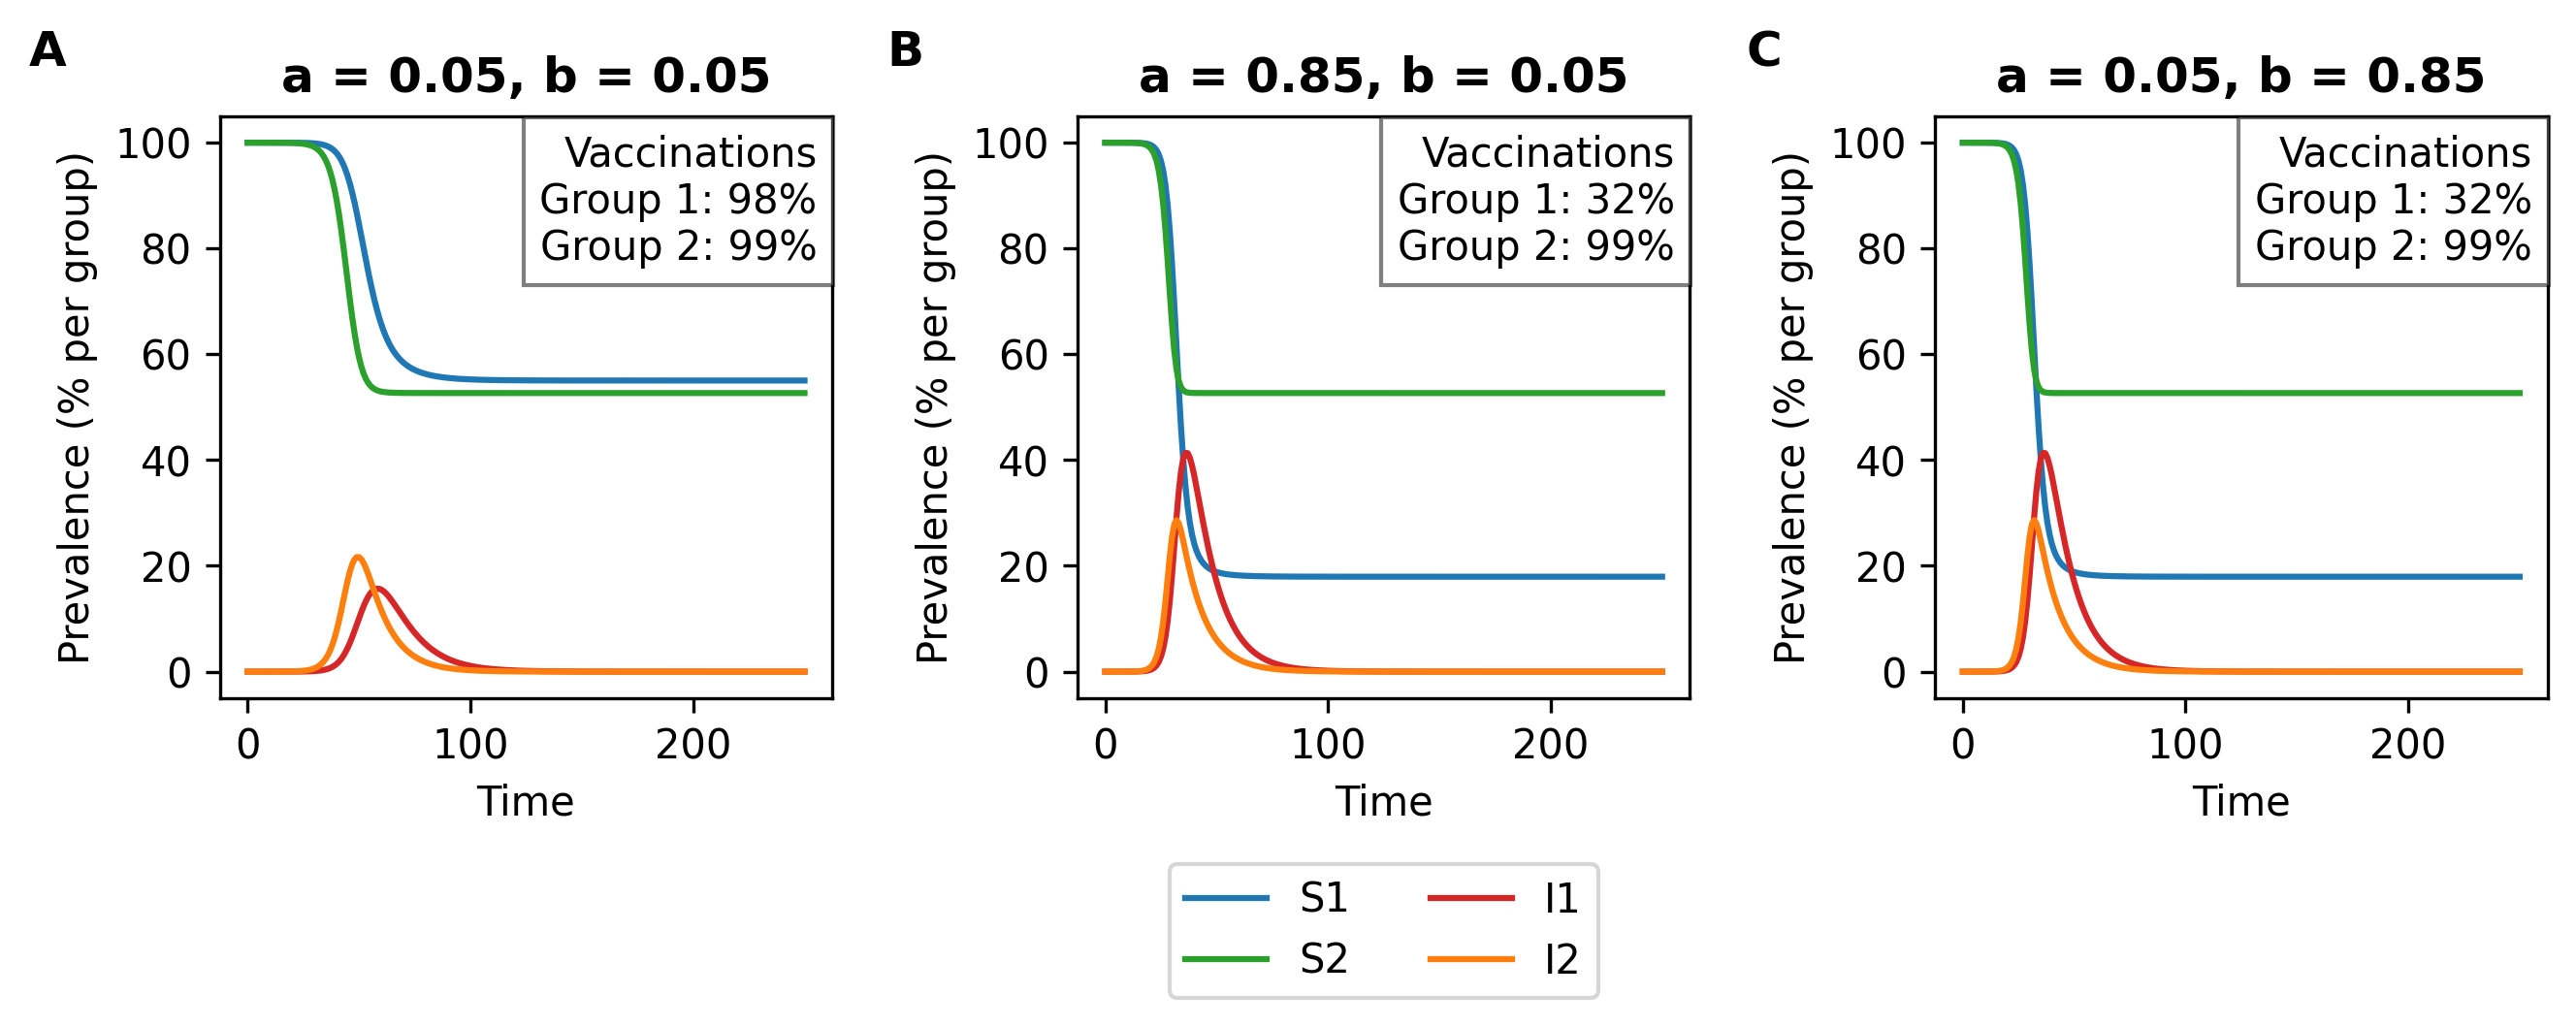 A
a = 0.05, b = 0.05
Prevalence (% per group)
100
80
60
40
20
0
Vaccinations
Group 1: 98%
Group 2: 99%
0
100
200
Time
B
a = 0.85, b = 0.05
Prevalence (% per group)
100
80
60
40
20
0
Vaccinations
Group 1: 32%
Group 2: 99%
0
100
200
Time
C
a = 0.05, b = 0.85
Prevalence (% per group)
100
80
60
40
20
0
Vaccinations
Group 1: 32%
Group 2: 99%
0
100
200
Time
S1
S2
I1
I2